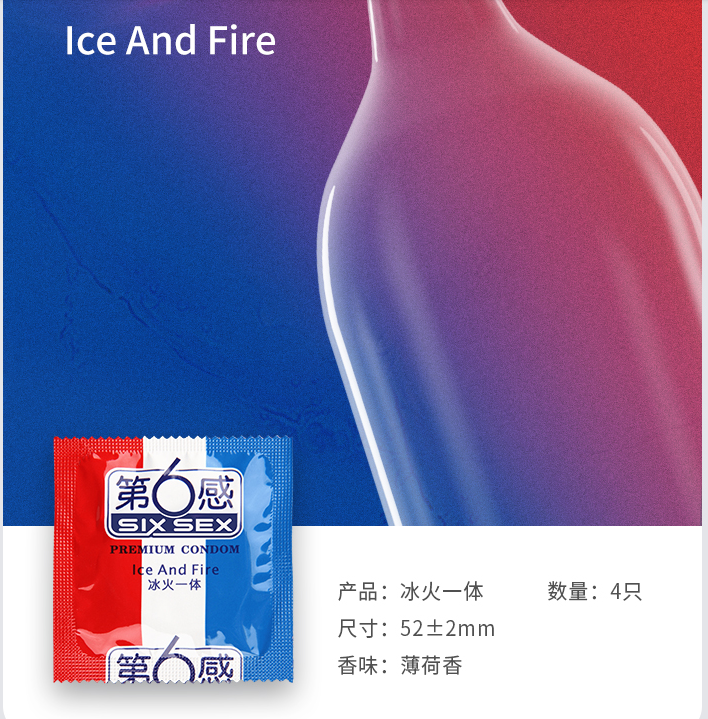 Ice And Fire
第6感
SIX SEX
PREMIUM CONDOM
Ice And Fire
冰火一体
第6感
产品：冰火一体 数量：4只
尺寸：52±2mm
香味：薄荷香